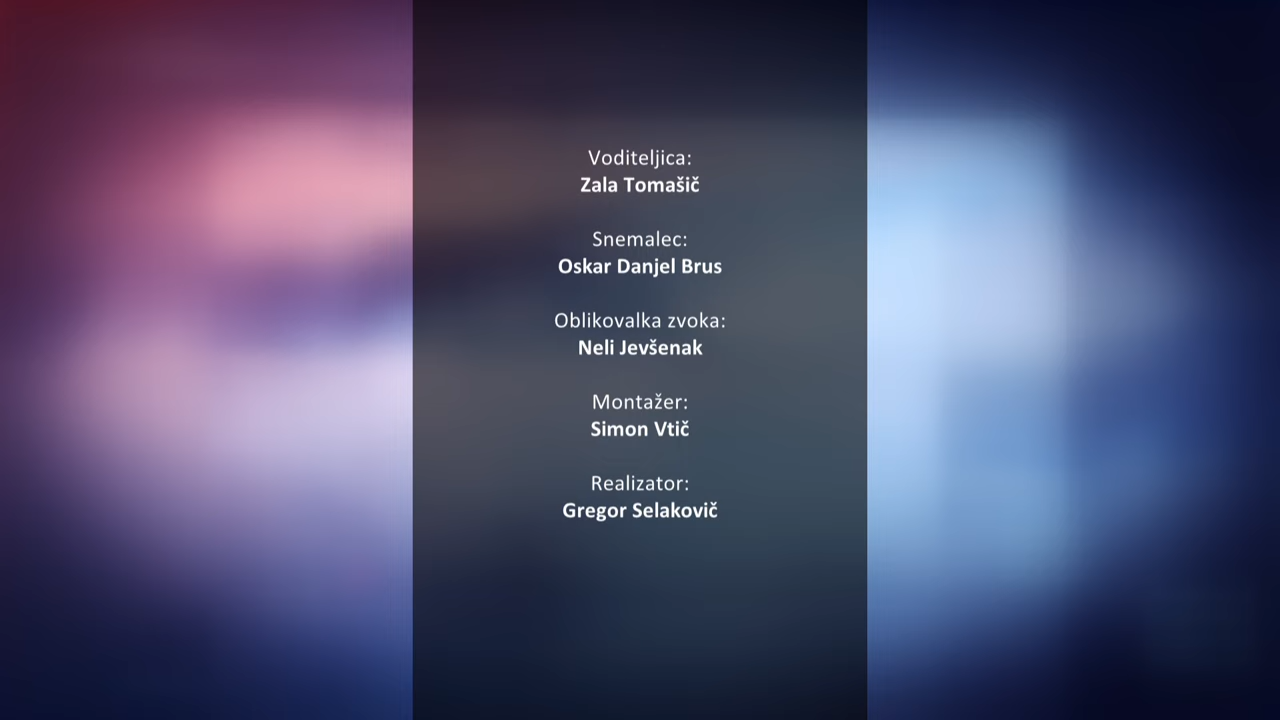 Voditeljica:
Zala Tomašič
Snemalec:
Oskar Danjel Brus
Oblikovalka zvoka:
Neli Jevšenak
Montažer:
Simon Vtič
Realizator:
Gregor Selakovič